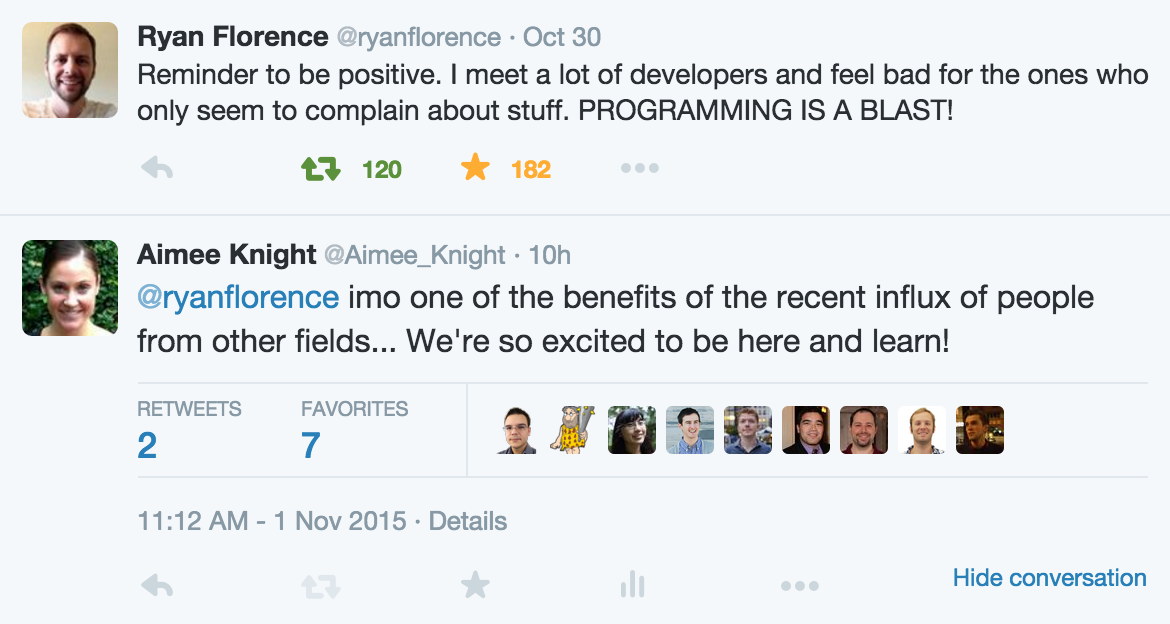 Ryan Florence @ryanflorence · Oct 30
Reminder to be positive. I meet a lot of developers and feel bad for the ones who
only seem to complain about stuff. PROGRAMMING IS A BLAST!
120 182
Aimee Knight @Aimee_Knight · 10h
@ryanflorence imo one of the benefits of the recent influx of people
from other fields... We're so excited to be here and learn!
RETWEETS FAVORITES
2 7
11:12 AM - 1 Nov 2015 · Details
Hide conversation